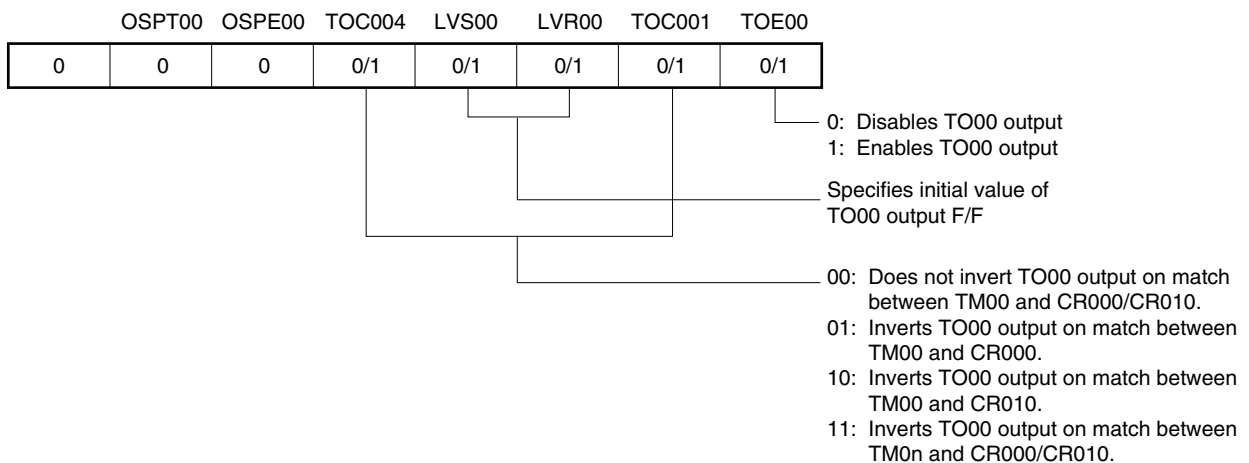 OSPT00 OSPE00 TOC004 LVS00 LVR00 TOC001 TOE00
0 0 0 0/1 0/1 0/1 0/1 0/1
0: Disables TO00 output
1: Enables TO00 output
Specifies initial value of
TO00 output F/F
00: Does not invert TO00 output on match
between TM00 and CR000/CR010.
01: Inverts TO00 output on match between
TM00 and CR000.
10: Inverts TO00 output on match between
TM00 and CR010.
11: Inverts TO00 output on match between
TM0n and CR000/CR010.